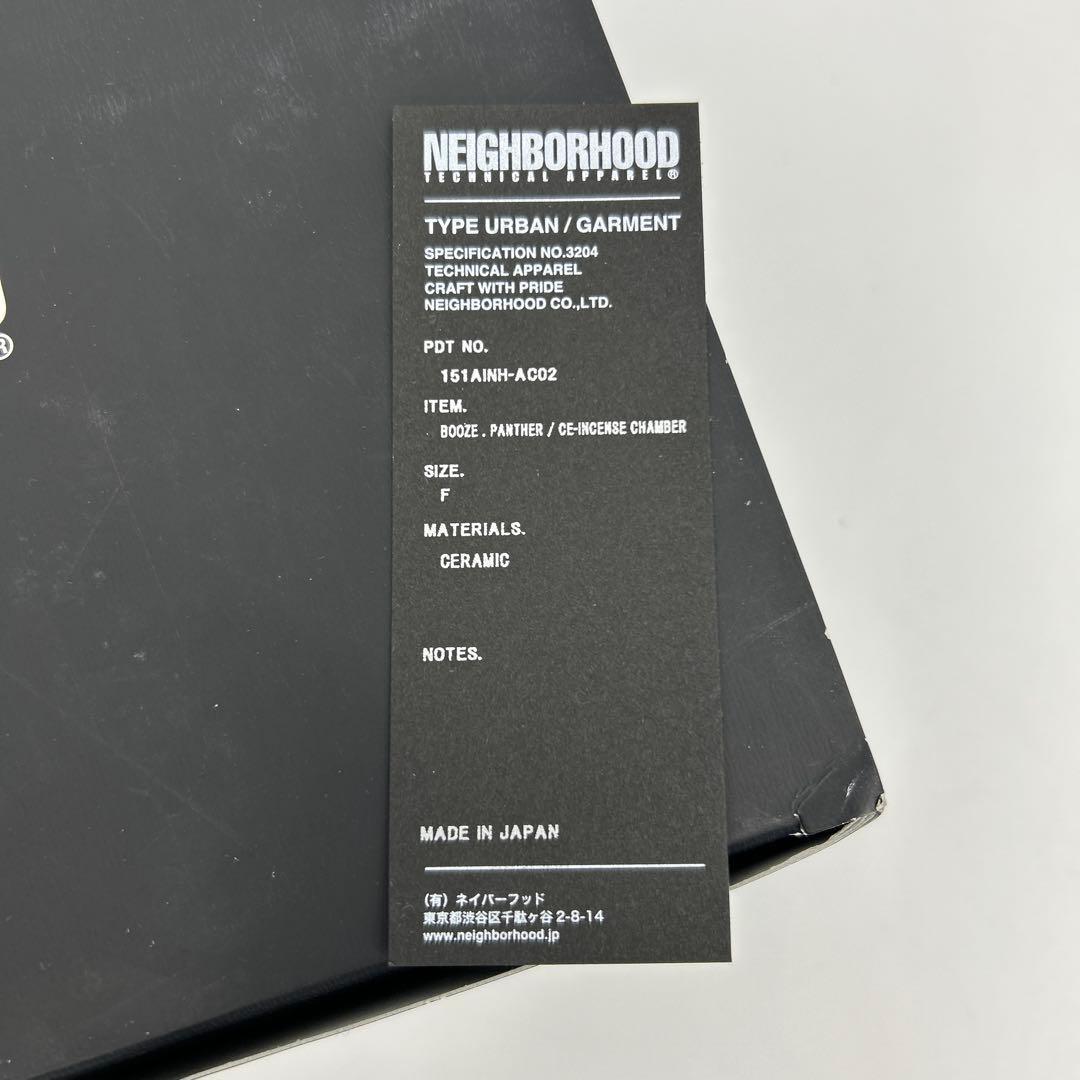 NEIGHBORHOOD
TECHNICAL APPAREL®
TYPE URBAN / GARMENT
SPECIFICATION NO.3204
TECHNICAL APPAREL
CRAFT WITH PRIDE
NEIGHBORHOOD CO.,LTD.
PDT NO.
151AINH-AC02
ITEM.
BOOZE . PANTHER / CE-INCENSE CHAMBER
SIZE.
F
MATERIALS.
CERAMIC
NOTES.
MADE IN JAPAN
(有) ネイバーフッド
東京都渋谷区千駄ヶ谷 2-8-14
www.neighborhood.jp
®